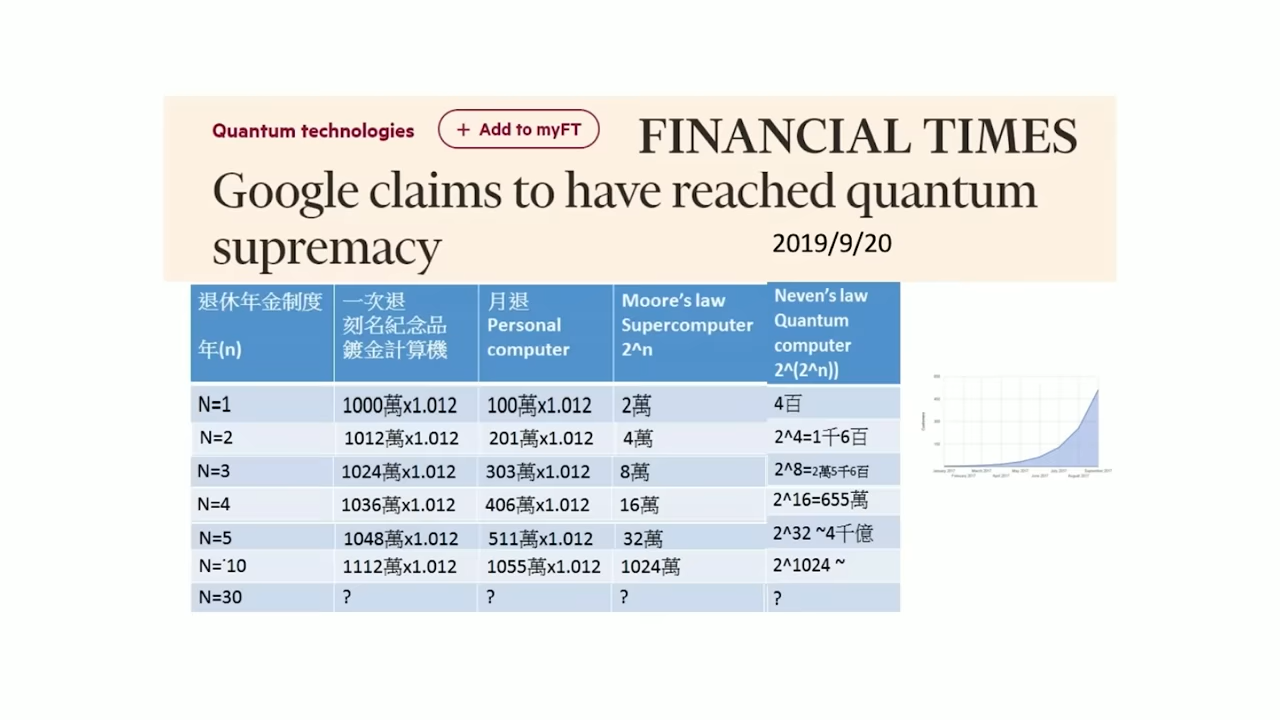 Quantum technologies
+ Add to myFT
FINANCIAL TIMES
Google claims to have reached quantum
supremacy
2019/9/20
退休年金制度
年(n)
一次退
刻名紀念品
鍍金計算機
月退
Personal
computer
Moore's law
Supercomputer
2^n
Neven's law
Quantum
computer
2^(2^n))
N=1
1000萬x1.012
100萬x1.012
2萬
4百
N=2
1012萬x1.012
201萬x1.012
4萬
2^4=1千6百
N=3
1024萬x1.012
303萬x1.012
8萬
2^8=2萬5千6百
N=4
1036萬x1.012
406萬x1.012
16萬
2^16=655萬
N=5
1048萬x1.012
511萬x1.012
32萬
2^32 ~4千億
N=˙10
1112萬x1.012
1055萬x1.012
1024萬
2^1024 ~
N=30
?
?
?
?